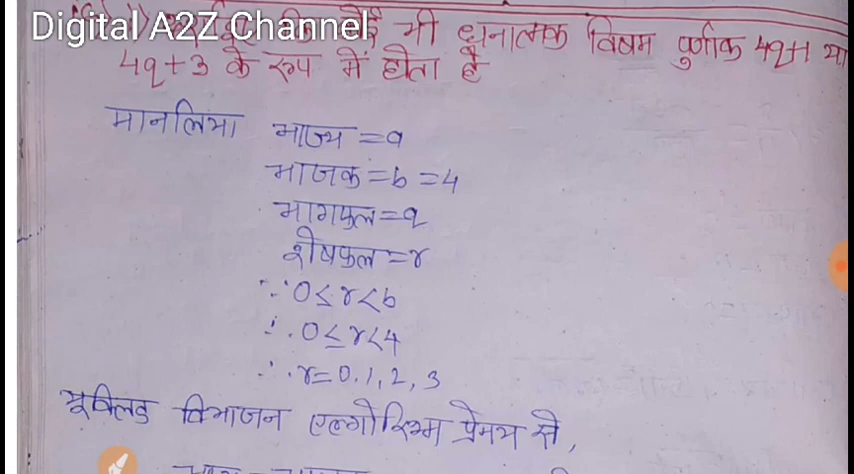 Digital A2Z Channel
भी धनात्मक विषम पुर्णांक 4q+1 या
4q+3 के रूप में होता है
मानलिया भाज्य = a
भाजक = b = 4
भागफल = q
शेषफल = r
∵ 0 ≤ r < b
∴ 0 ≤ r < 4
∴ r = 0, 1, 2, 3
यूक्लिड विभाजन एल्गोरिथ्म प्रेमय से,